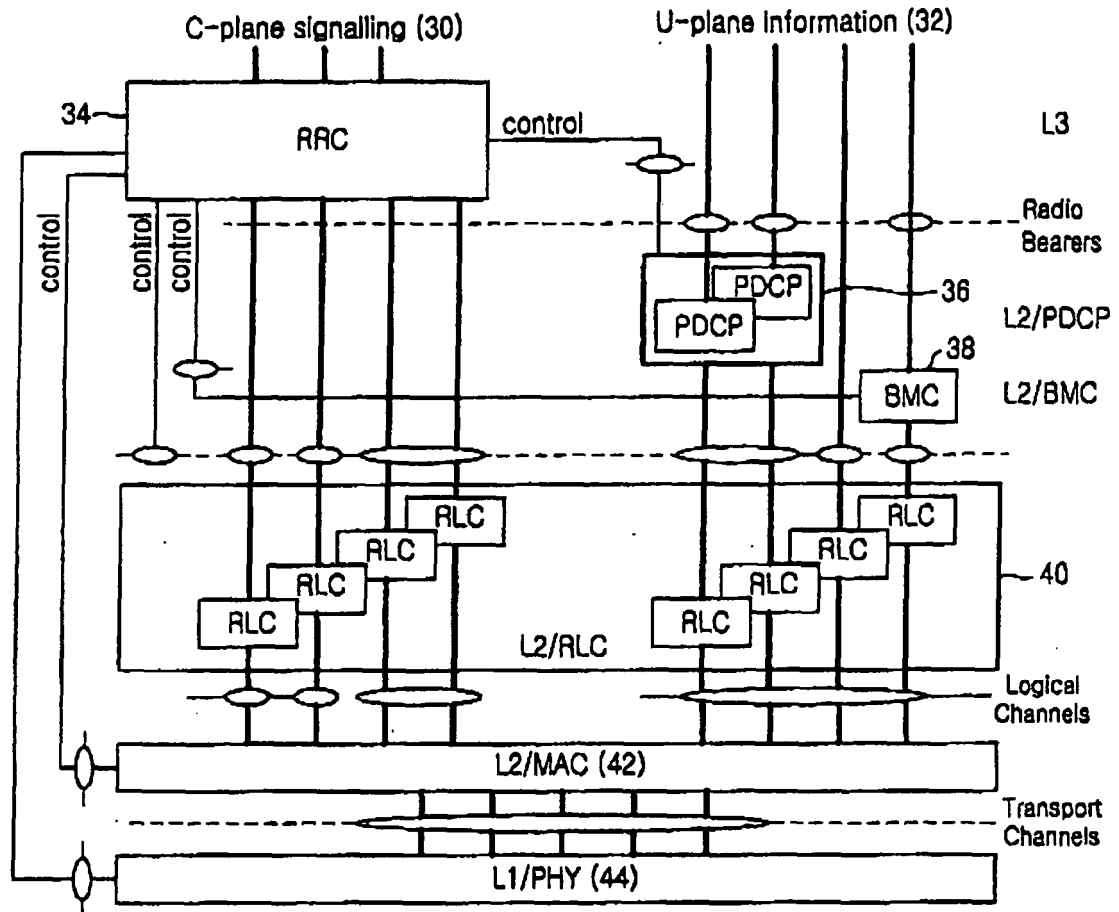 C-plane signalling (30)
U-plane information (32)
34
RRC
control
L3
control
control
control
Radio
Bearers
PDCP
PDCP
36
L2/PDCP
38
BMC
L2/BMC
RLC
RLC
RLC
RLC
RLC
RLC
RLC
RLC
40
L2/RLC
Logical
Channels
L2/MAC (42)
Transport
Channels
L1/PHY (44)